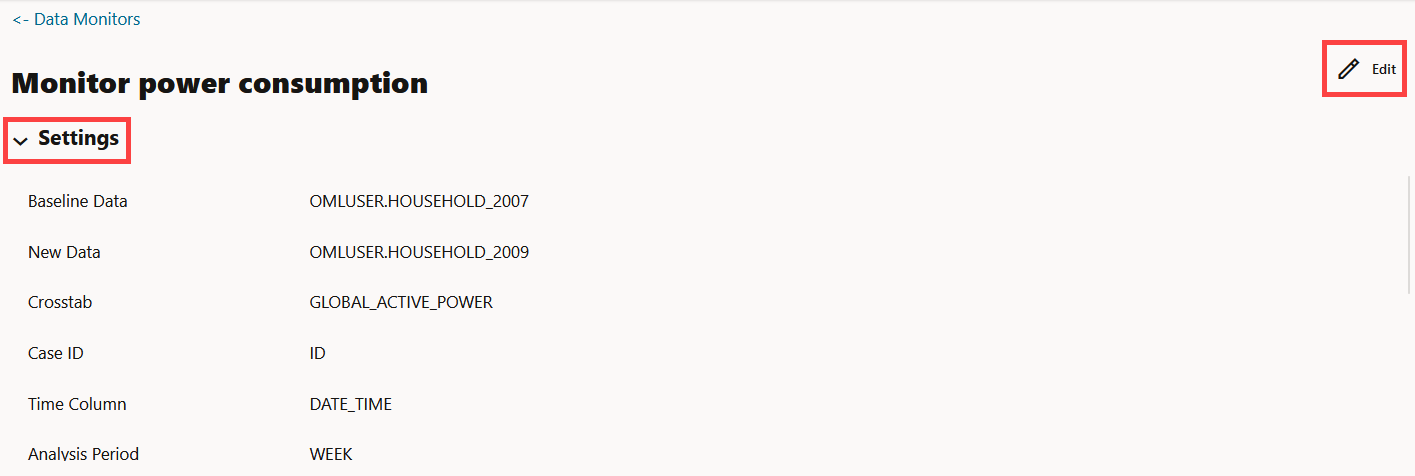 <- Data Monitors
Monitor power consumption
Edit
Settings
Baseline Data OMLUSER.HOUSEHOLD_2007
New Data OMLUSER.HOUSEHOLD_2009
Crosstab GLOBAL_ACTIVE_POWER
Case ID ID
Time Column DATE_TIME
Analysis Period WEEK